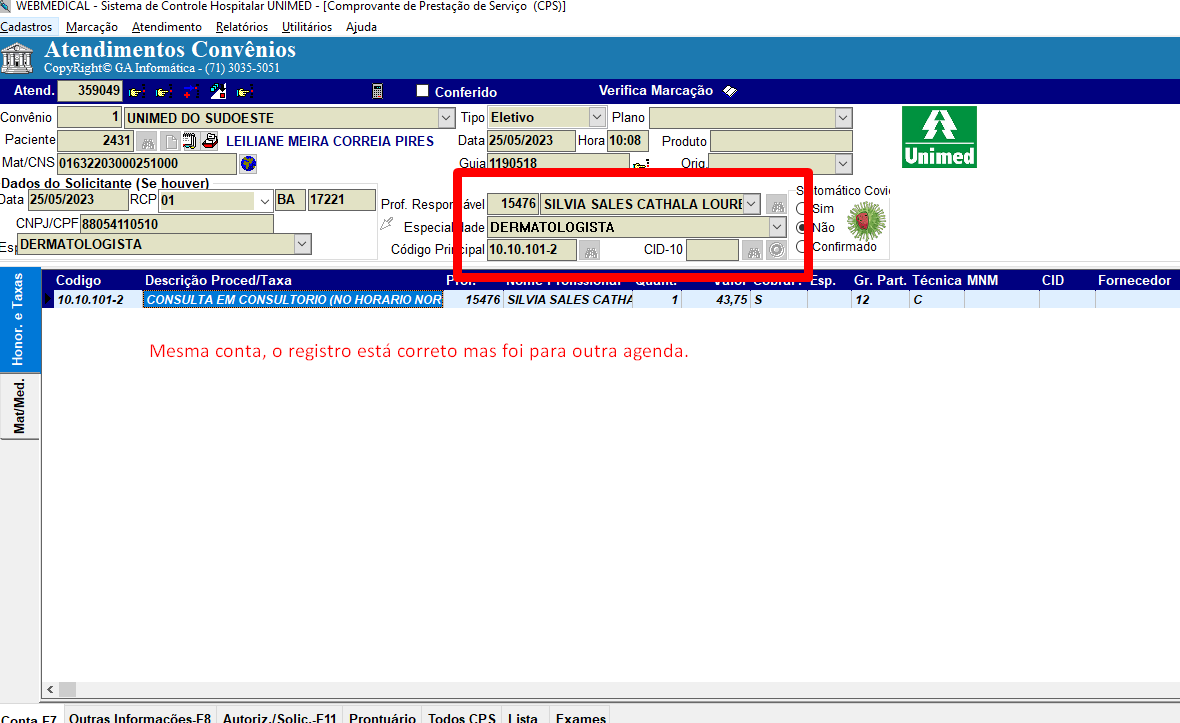 WEBMEDICAL - Sistema de Controle Hospitalar UNIMED - [Comprovante de Prestação de Serviço (CPS)]
Cadastros Marcação Atendimento Relatórios Utilitários Ajuda
Atendimentos Convênios
CopyRight© GA Informática - (71) 3035-5051
Atend. 359049 Conferido Verifica Marcação
Convênio 1 UNIMED DO SUDOESTE Tipo Eletivo Plano
Paciente 2431 LEILIANE MEIRA CORREIA PIRES Data 25/05/2023 Hora 10:08 Produto
Mat/CNS 01632203000251000 Guia 1190518 Orig.
Unimed
Dados do Solicitante (Se houver)
Data 25/05/2023 RCP 01 BA 17221 Prof. Responsável 15476 SILVIA SALES CATHALA LOURE
CNPJ/CPF 88054110510 Especialidade DERMATOLOGISTA
Esp DERMATOLOGISTA Código Principal 10.10.101-2 CID-10
Sintomático Covi
Sim
Não
Confirmado
Honor. e Taxas
Mat/Med.
Codigo Descrição Proced/Taxa Prof. Nome Profissional Quant. Valor Cobrar? Esp. Gr. Part. Técnica MNM CID Fornecedor
10.10.101-2 CONSULTA EM CONSULTORIO (NO HORARIO NOR 15476 SILVIA SALES CATHA 1 43,75 S 12 C
Mesma conta, o registro está correto mas foi para outra agenda.
Conta F7 Outras Informações-F8 Autoriz./Solic.-F11 Prontuário Todos CPS Lista Exames